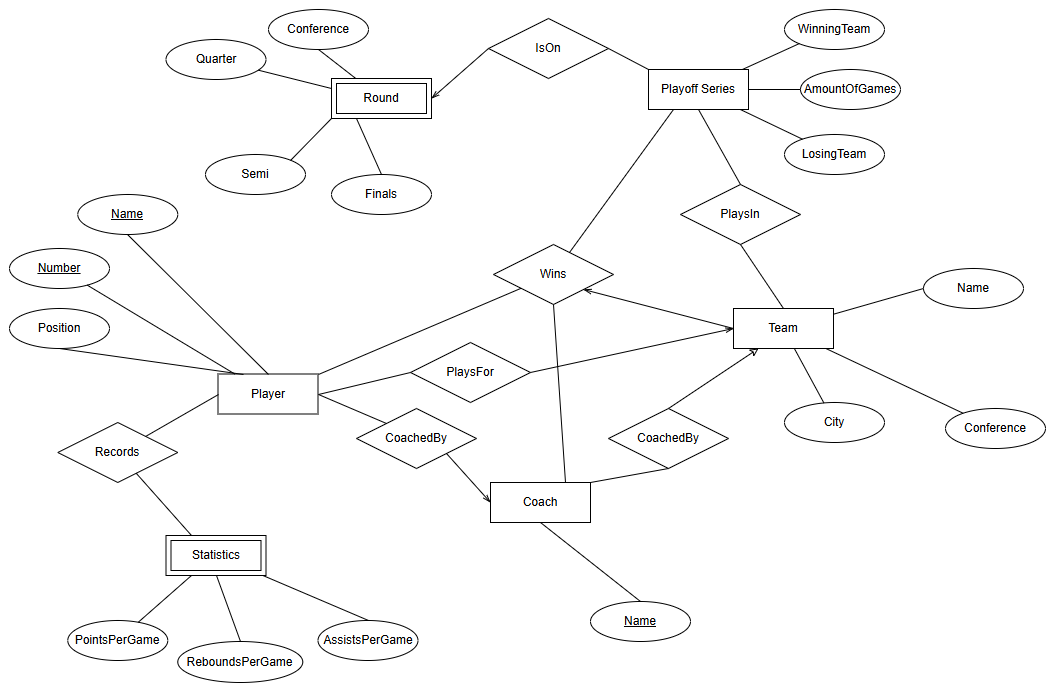 Conference
WinningTeam
IsOn
Quarter
Playoff Series
AmountOfGames
Round
LosingTeam
Semi
Finals
Name
PlaysIn
Number
Wins
Name
Position
Team
PlaysFor
Player
City
Conference
CoachedBy
CoachedBy
Records
Coach
Statistics
Name
PointsPerGame
AssistsPerGame
ReboundsPerGame